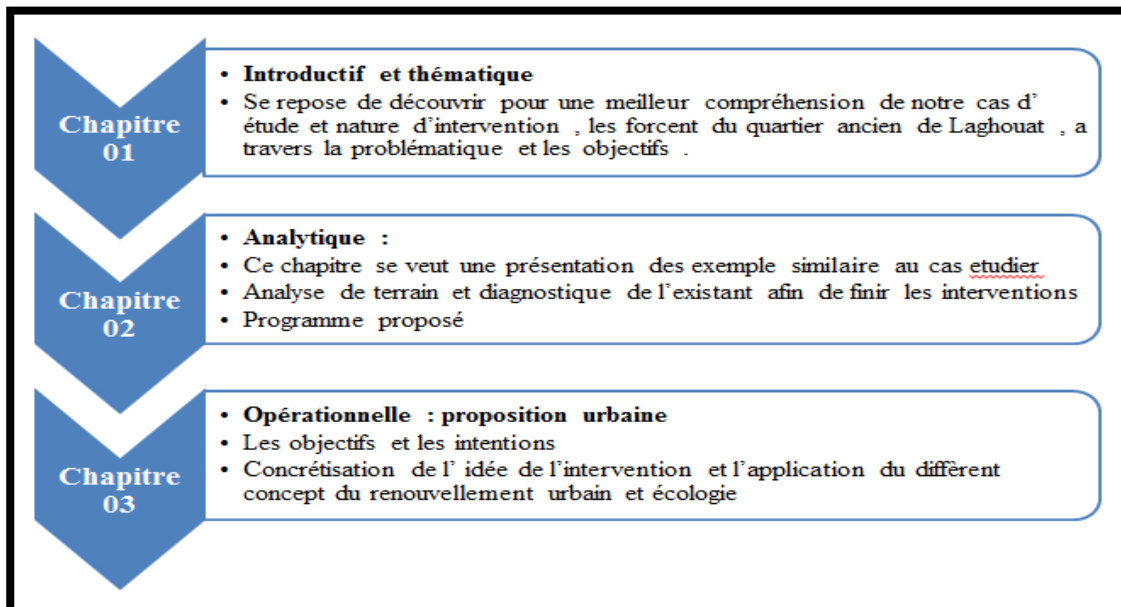 Chapitre
01
• Introductif et thématique
• Se repose de découvrir pour une meilleur compréhension de notre cas d'
étude et nature d'intervention , les forcent du quartier ancien de Laghouat , a
travers la problématique et les objectifs .
Chapitre
02
• Analytique :
• Ce chapitre se veut une présentation des exemple similaire au cas etudier
• Analyse de terrain et diagnostique de l'existant afin de finir les interventions
• Programme proposé
Chapitre
03
• Opérationnelle : proposition urbaine
• Les objectifs et les intentions
• Concrétisation de l' idée de l'intervention et l'application du diffèrent
concept du renouvellement urbain et écologie